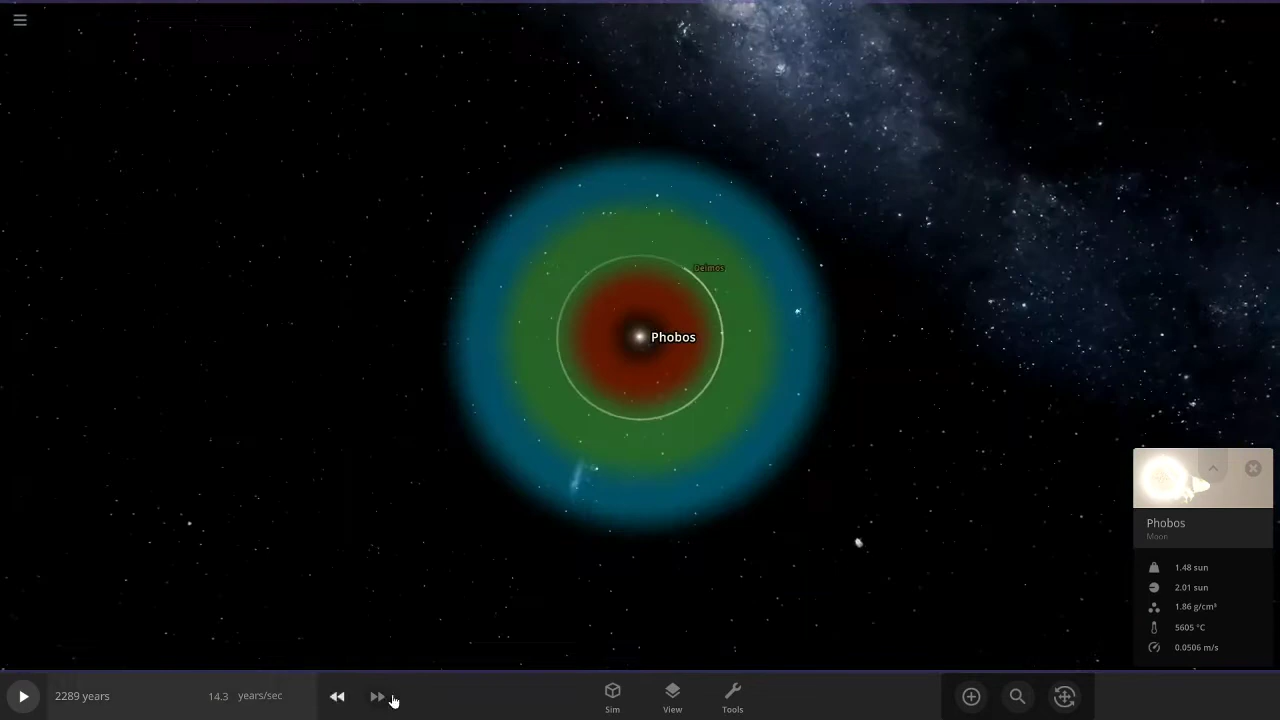 Deimos
Phobos
Phobos
Moon
1.48 sun
2.01 sun
1.86 g/cm³
5605 °C
0.0506 m/s
2289 years
14.3 years/sec
Sim
View
Tools